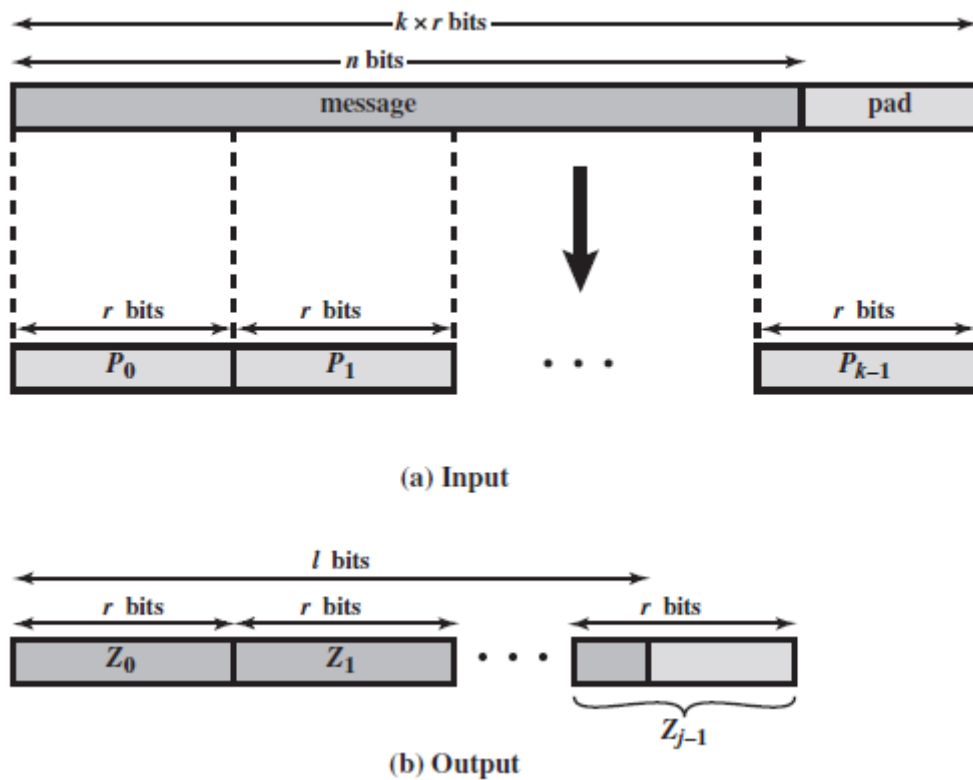 k × r bits
n bits
message pad
r bits r bits r bits
P0 P1 . . . Pk–1
(a) Input
l bits
r bits r bits r bits
Z0 Z1 . . .
Zj–1
(b) Output